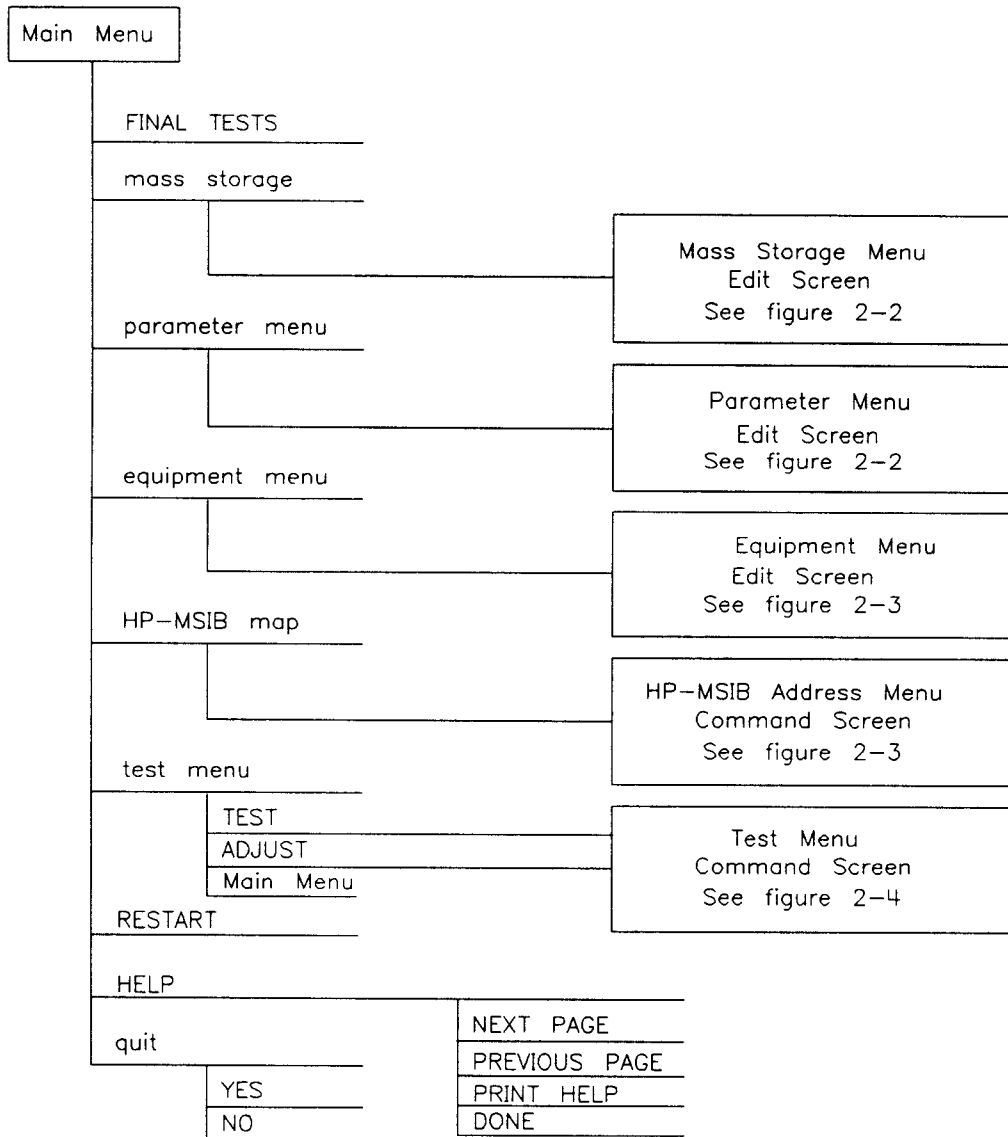 Main Menu
FINAL TESTS
mass storage
Mass Storage Menu
Edit Screen
See figure 2-2
parameter menu
Parameter Menu
Edit Screen
See figure 2-2
equipment menu
Equipment Menu
Edit Screen
See figure 2-3
HP-MSIB map
HP-MSIB Address Menu
Command Screen
See figure 2-3
test menu
TEST
ADJUST
Main Menu
Test Menu
Command Screen
See figure 2-4
RESTART
HELP
NEXT PAGE
PREVIOUS PAGE
PRINT HELP
DONE
quit
YES
NO